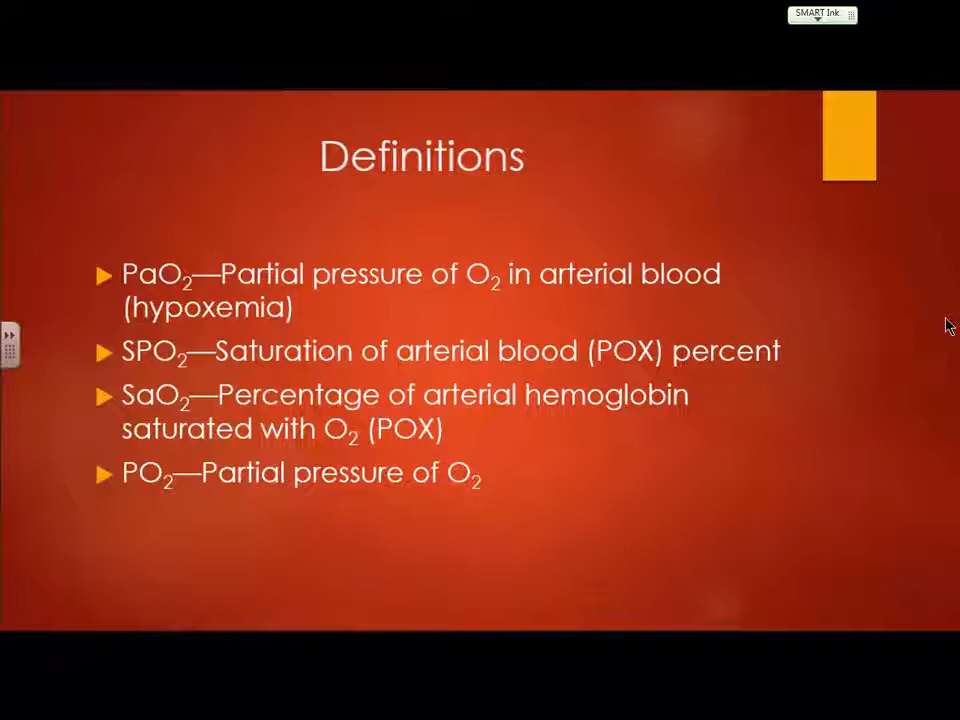 SMART Ink
Definitions
PaO₂—Partial pressure of O₂ in arterial blood
(hypoxemia)
SPO₂—Saturation of arterial blood (POX) percent
SaO₂—Percentage of arterial hemoglobin
saturated with O₂ (POX)
PO₂—Partial pressure of O₂